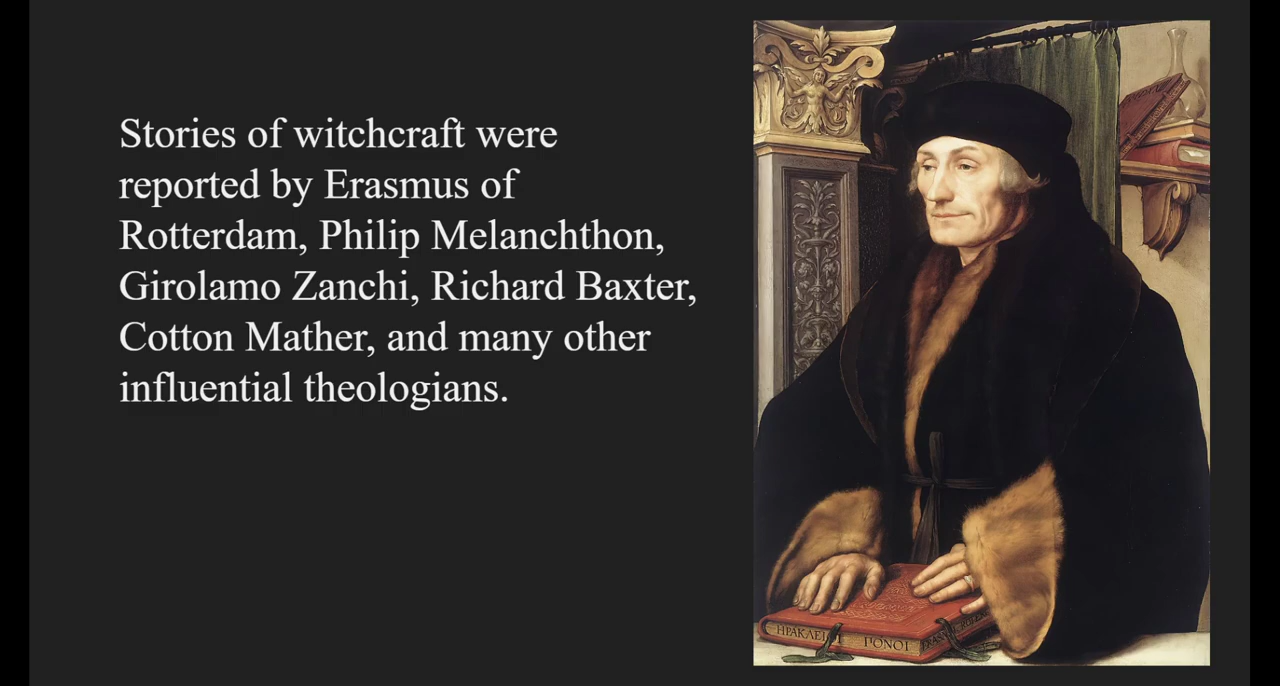 Stories of witchcraft were
reported by Erasmus of
Rotterdam, Philip Melanchthon,
Girolamo Zanchi, Richard Baxter,
Cotton Mather, and many other
influential theologians.
ΗΡΑΚΛΕΙΟΙ ΠΟΝΟΙ